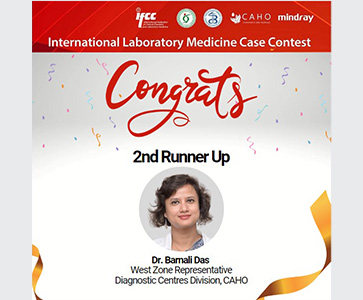 ifcc
CAHO
mindray
International Laboratory Medicine Case Contest
Congrats
2nd Runner Up
Dr. Barnali Das
West Zone Representative
Diagnostic Centres Division, CAHO